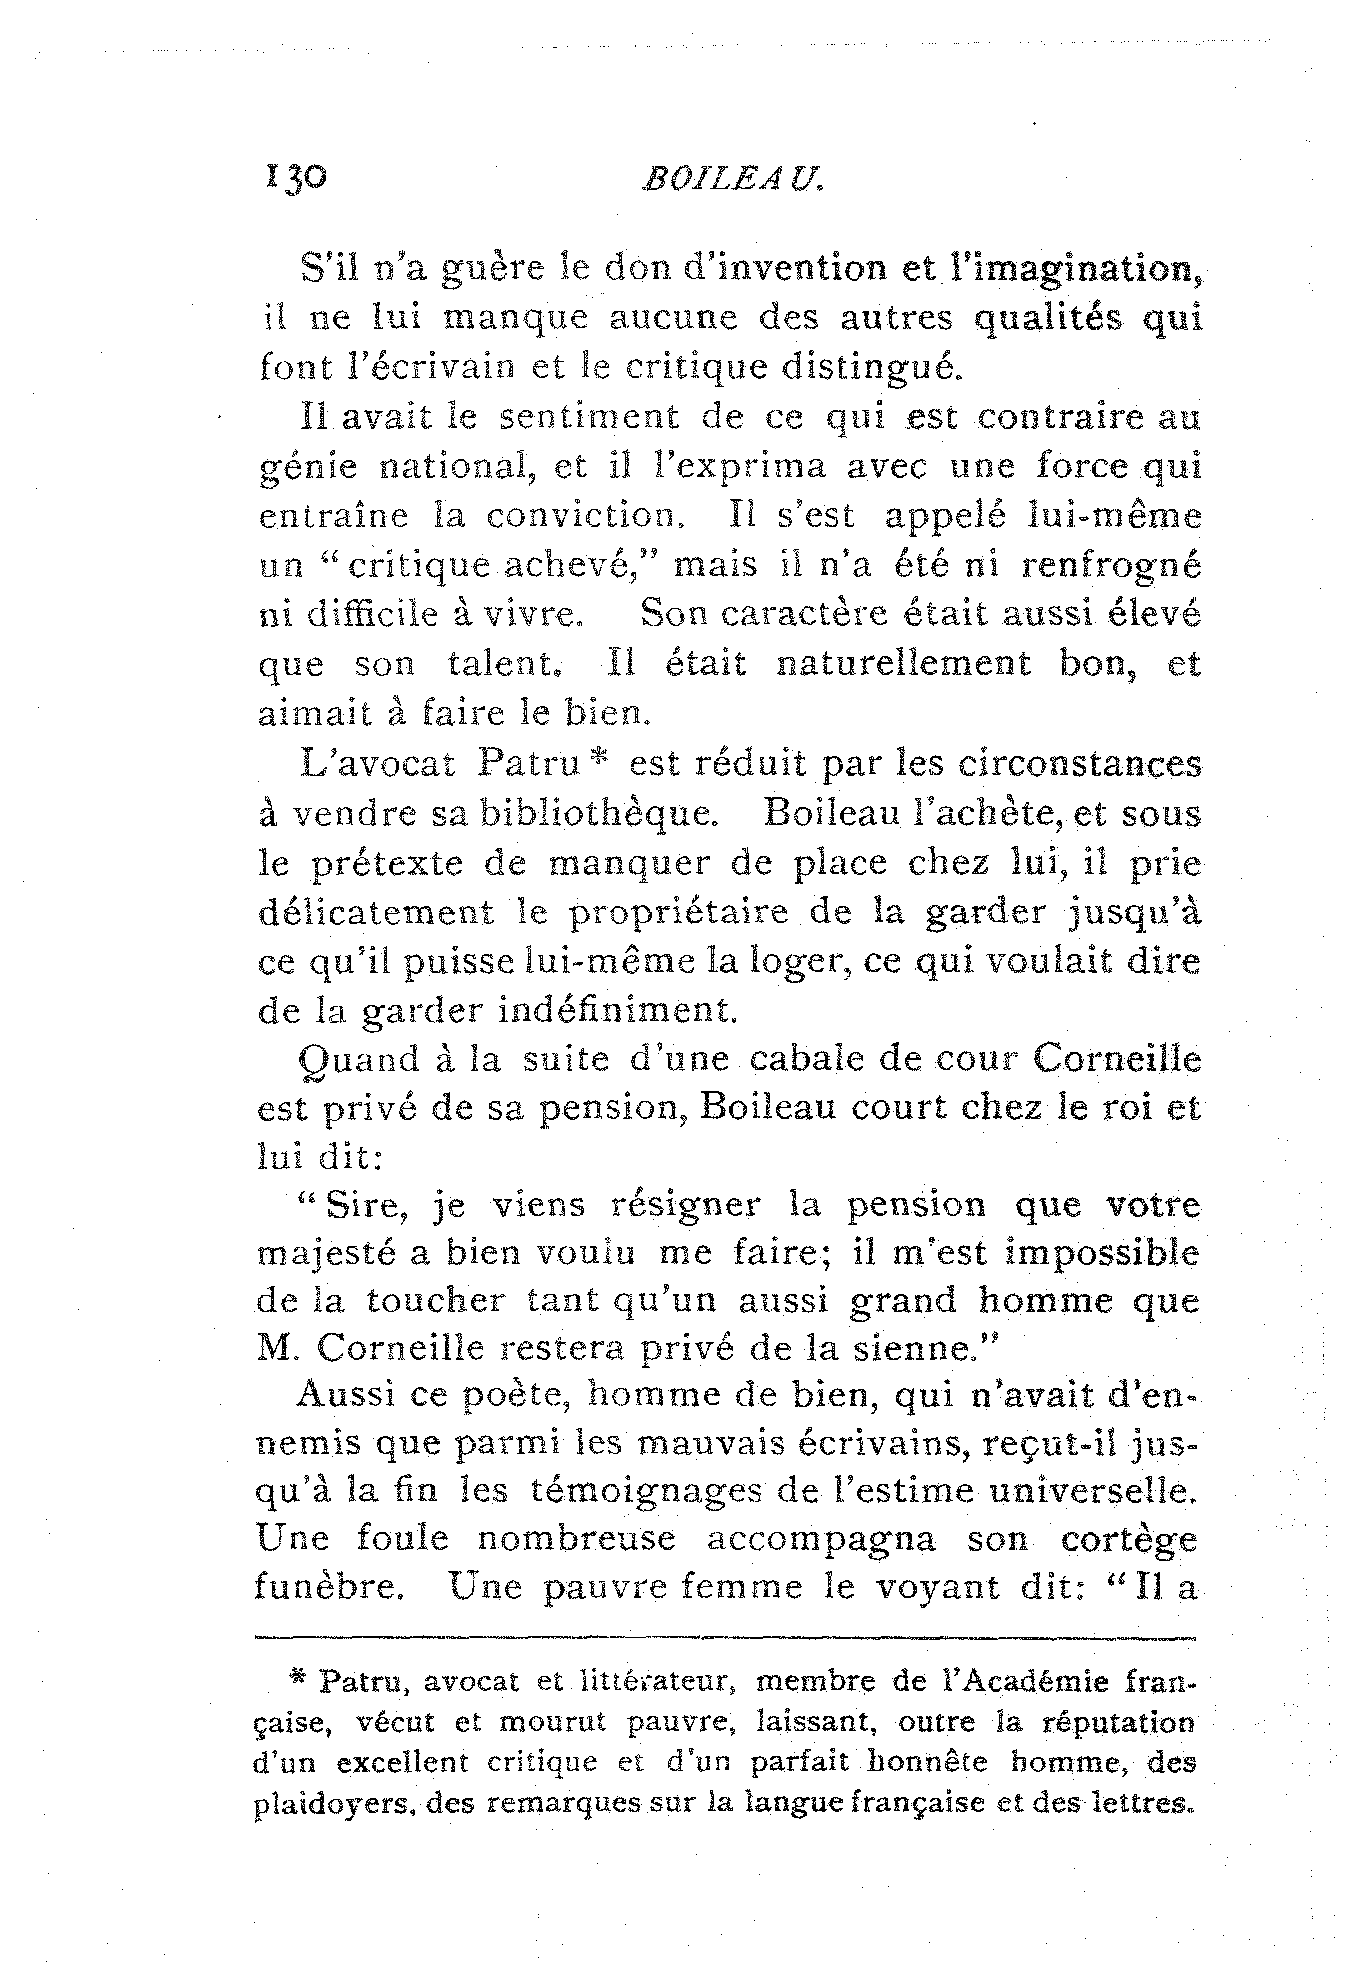 130 BOILEAU.
S'il n'a guère le don d'invention et l'imagination,
il ne lui manque aucune des autres qualités qui
font l'écrivain et le critique distingué.
Il avait le sentiment de ce qui est contraire au
génie national, et il l'exprima avec une force qui
entraîne la conviction. Il s'est appelé lui-même
un “critique achevé,” mais il n'a été ni renfrogné
ni difficile à vivre. Son caractère était aussi élevé
que son talent. Il était naturellement bon, et
aimait à faire le bien.
L'avocat Patru * est réduit par les circonstances
à vendre sa bibliothèque. Boileau l'achète, et sous
le prétexte de manquer de place chez lui, il prie
délicatement le propriétaire de la garder jusqu'à
ce qu'il puisse lui-même la loger, ce qui voulait dire
de la garder indéfiniment.
Quand à la suite d'une cabale de cour Corneille
est privé de sa pension, Boileau court chez le roi et
lui dit:
“Sire, je viens résigner la pension que votre
majesté a bien voulu me faire; il m'est impossible
de la toucher tant qu'un aussi grand homme que
M. Corneille restera privé de la sienne.”
Aussi ce poète, homme de bien, qui n'avait d'en-
nemis que parmi les mauvais écrivains, reçut-il jus-
qu'à la fin les témoignages de l'estime universelle.
Une foule nombreuse accompagna son cortège
funèbre. Une pauvre femme le voyant dit: “Il a
* Patru, avocat et littérateur, membre de l'Académie fran-
çaise, vécut et mourut pauvre, laissant, outre la réputation
d'un excellent critique et d'un parfait honnête homme, des
plaidoyers, des remarques sur la langue française et des lettres.